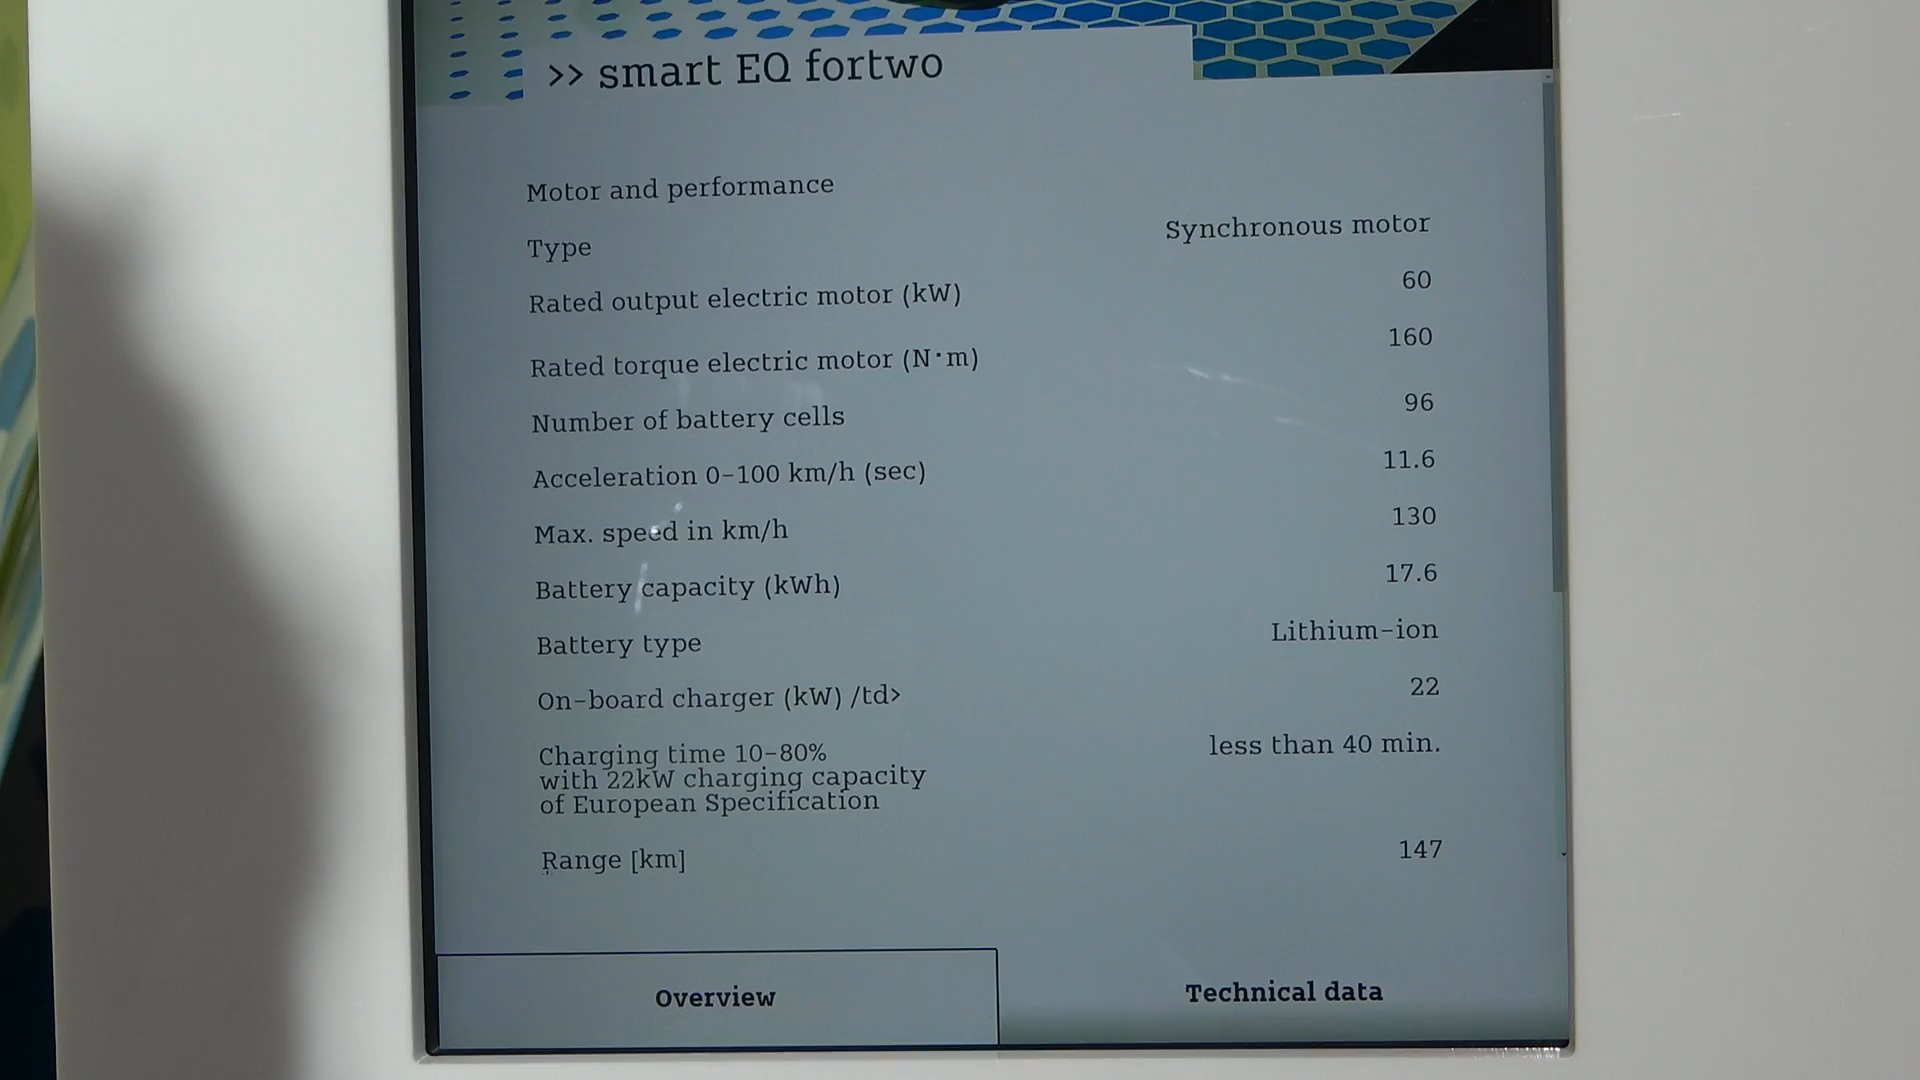 >> smart EQ fortwo
Motor and performance
Type Synchronous motor
Rated output electric motor (kW) 60
Rated torque electric motor (N·m) 160
Number of battery cells 96
Acceleration 0-100 km/h (sec) 11.6
Max. speed in km/h 130
Battery capacity (kWh) 17.6
Battery type Lithium-ion
On-board charger (kW) /td> 22
Charging time 10-80% less than 40 min.
with 22kW charging capacity
of European Specification
Range [km] 147
Overview Technical data